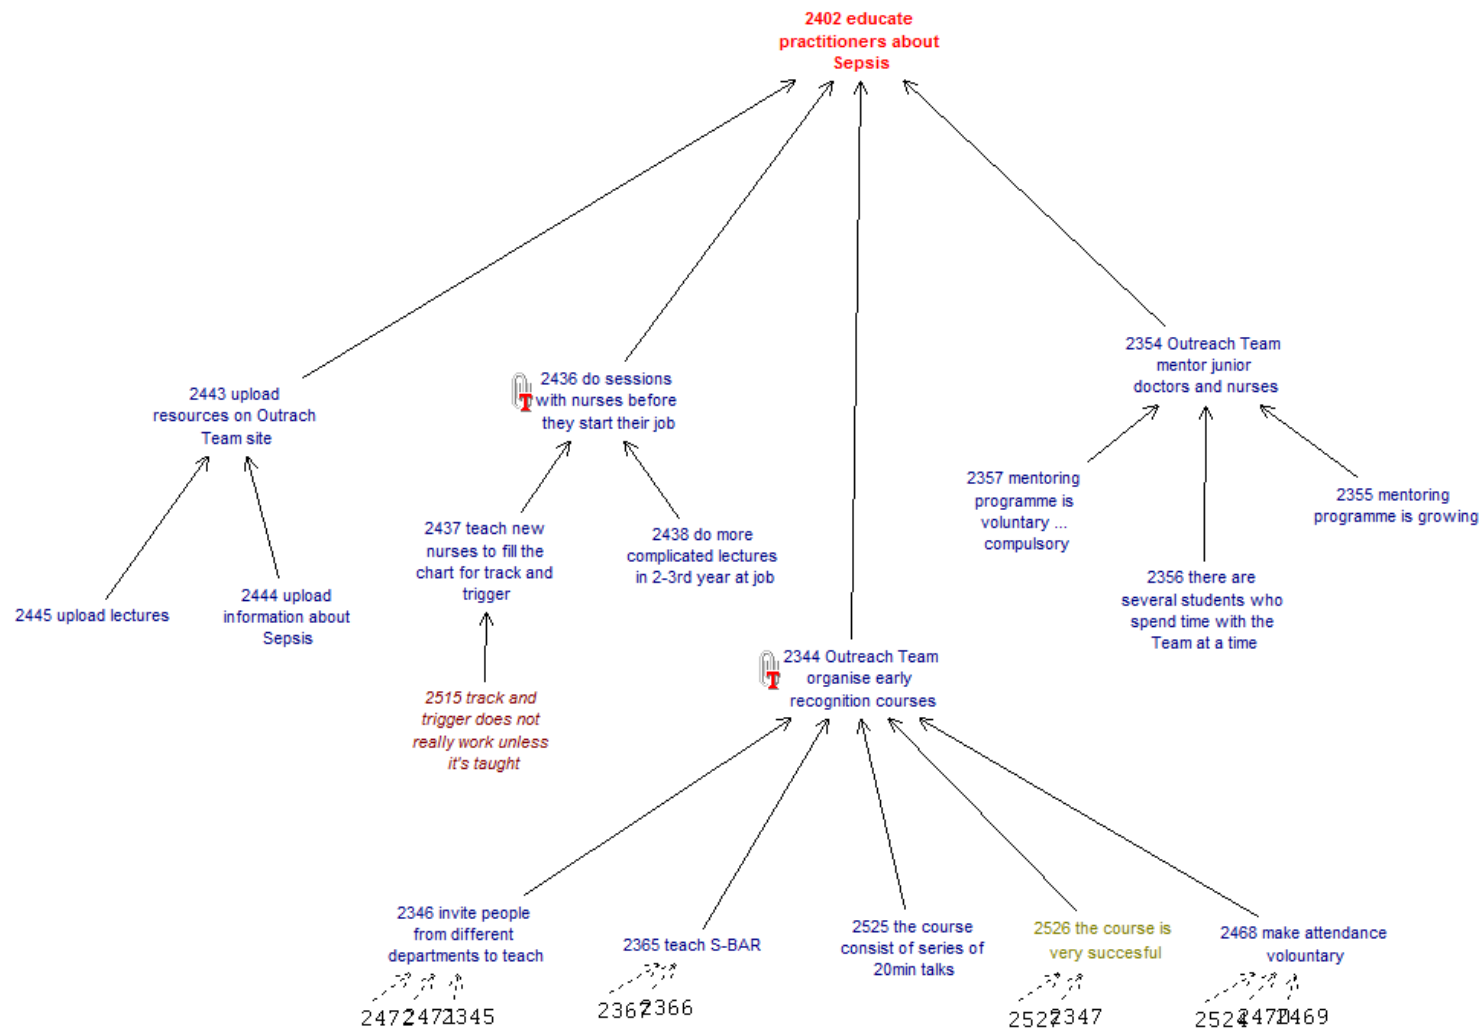 2402 educate
practitioners about
Sepsis
2354 Outreach Team
mentor junior
doctors and nurses
2443 upload
resources on Outrach
Team site
T
2436 do sessions
with nurses before
they start their job
2357 mentoring
programme is
voluntary ...
compulsory
2355 mentoring
programme is growing
2437 teach new
nurses to fill the
chart for track and
trigger
2438 do more
complicated lectures
in 2-3rd year at job
2356 there are
several students who
spend time with the
Team at a time
2445 upload lectures
2444 upload
information about
Sepsis
T
2344 Outreach Team
organise early
recognition courses
2515 track and
trigger does not
really work unless
it's taught
2346 invite people
from different
departments to teach
2365 teach S-BAR
2525 the course
consist of series of
20min talks
2526 the course is
very succesful
2468 make attendance
voluntary
2472 2471 2345
2367 2366
2527 2347
2524 2470 2469